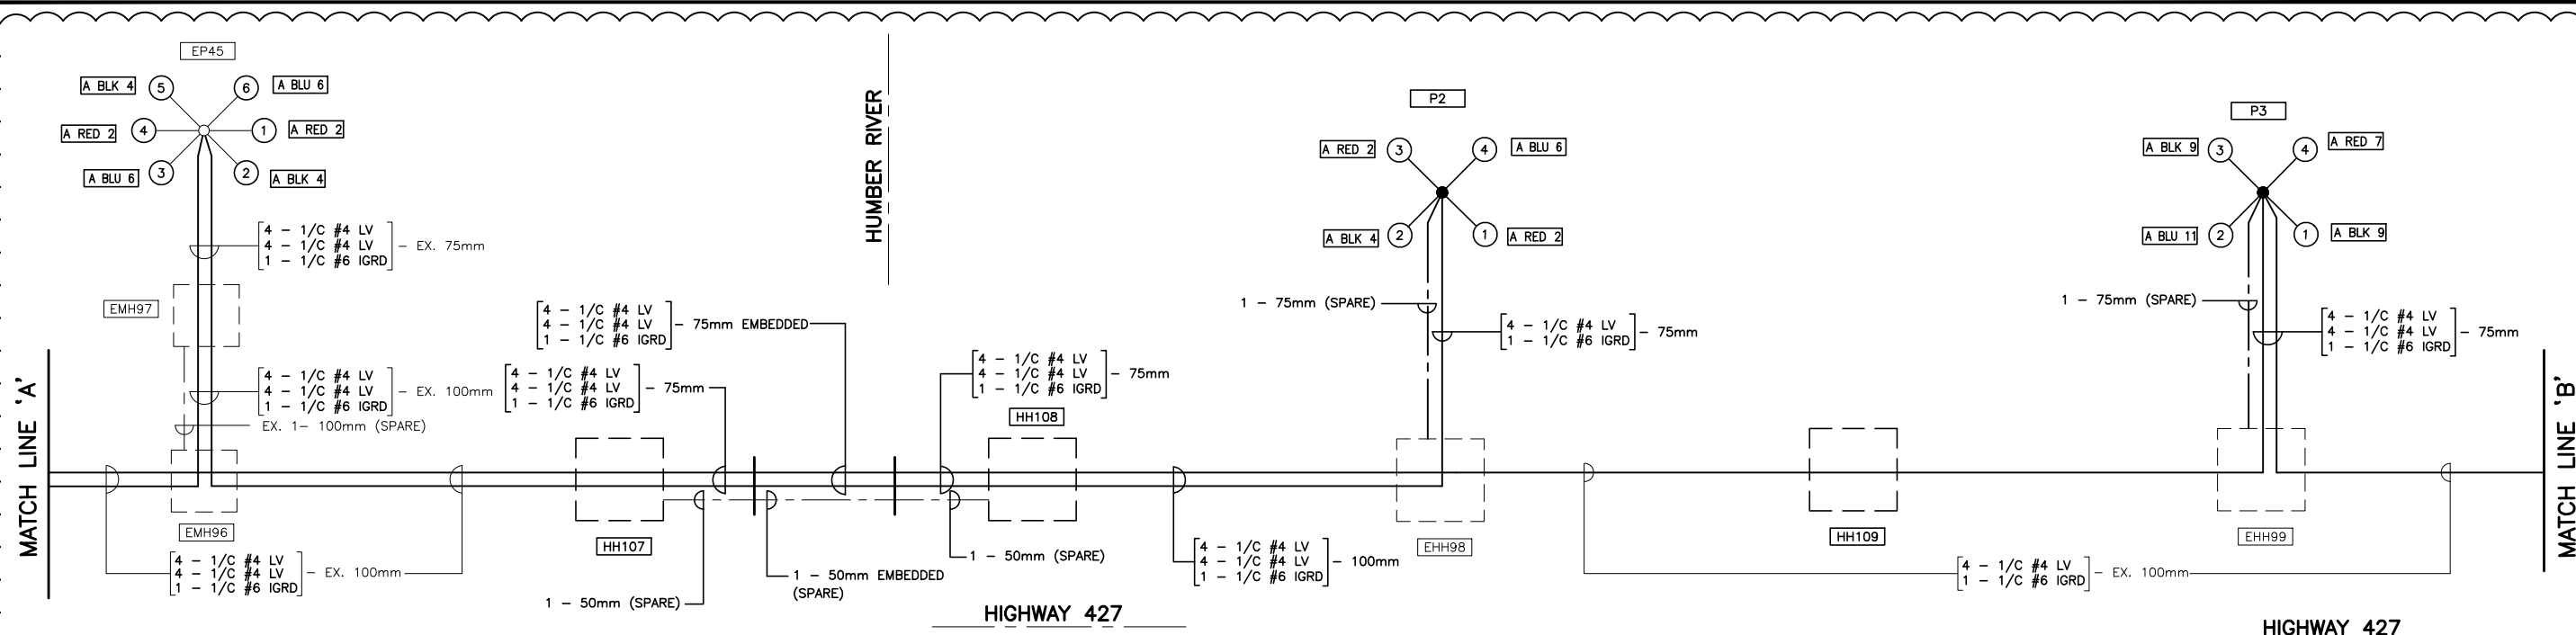 EP45
A BLK 4
5
6
A BLU 6
A RED 2
4
1
A RED 2
A BLU 6
3
2
A BLK 4
4 - 1/C #4 LV
4 - 1/C #4 LV - EX. 75mm
1 - 1/C #6 IGRD
EMH97
4 - 1/C #4 LV
4 - 1/C #4 LV - EX. 100mm
1 - 1/C #6 IGRD
EX. 1- 100mm (SPARE)
MATCH LINE 'A'
EMH96
4 - 1/C #4 LV
4 - 1/C #4 LV - EX. 100mm
1 - 1/C #6 IGRD
HUMBER RIVER
4 - 1/C #4 LV
4 - 1/C #4 LV - 75mm EMBEDDED
1 - 1/C #6 IGRD
4 - 1/C #4 LV
4 - 1/C #4 LV - 75mm
1 - 1/C #6 IGRD
HH107
1 - 50mm (SPARE)
1 - 50mm EMBEDDED
(SPARE)
4 - 1/C #4 LV
4 - 1/C #4 LV - 75mm
1 - 1/C #6 IGRD
HH108
1 - 50mm (SPARE)
4 - 1/C #4 LV
4 - 1/C #4 LV - 100mm
1 - 1/C #6 IGRD
HIGHWAY 427
P2
A RED 2
3
4
A BLU 6
A BLK 4
2
1
A RED 2
1 - 75mm (SPARE)
4 - 1/C #4 LV
1 - 1/C #6 IGRD - 75mm
EHH98
HH109
P3
A BLK 9
3
4
A RED 7
A BLU 11
2
1
A BLK 9
1 - 75mm (SPARE)
4 - 1/C #4 LV
4 - 1/C #4 LV - 75mm
1 - 1/C #6 IGRD
EHH99
4 - 1/C #4 LV
1 - 1/C #6 IGRD - EX. 100mm
MATCH LINE 'B'
HIGHWAY 427